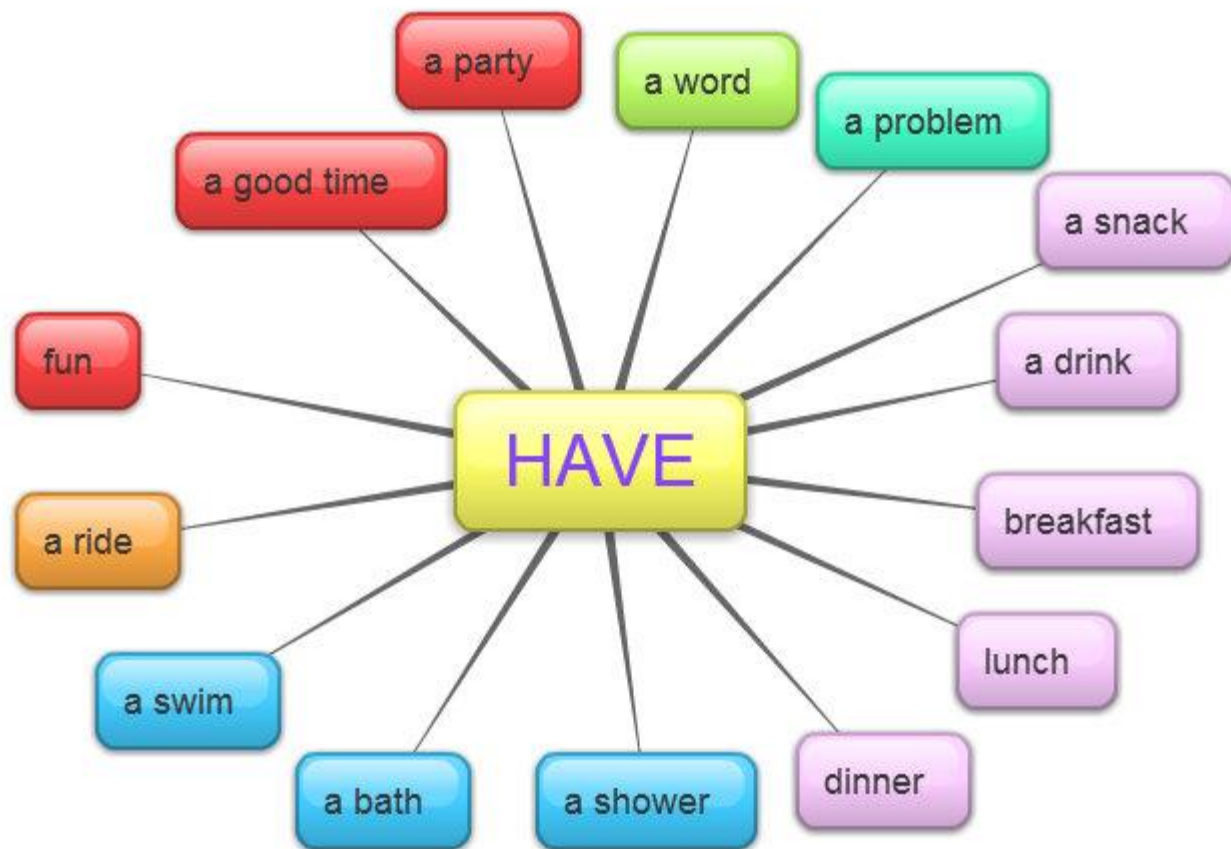 a party
a word
a problem
a good time
a snack
fun
a drink
HAVE
a ride
breakfast
a swim
lunch
a bath
a shower
dinner